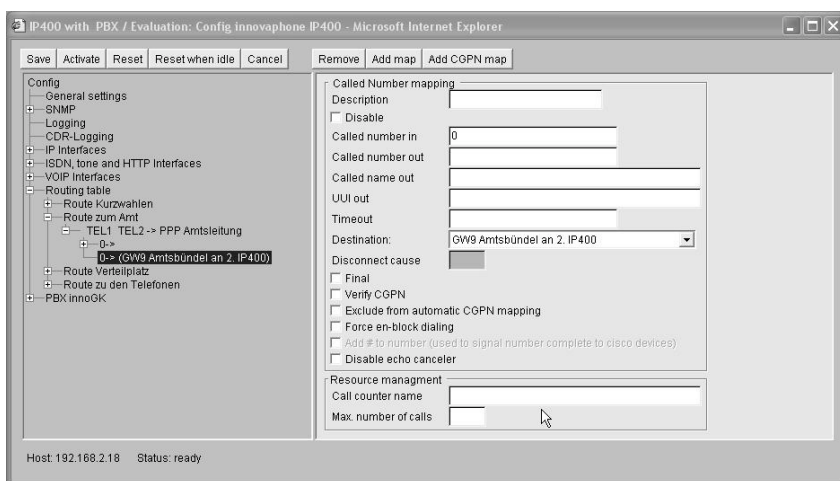 IP400 with PBX / Evaluation: Config innovaphone IP400 - Microsoft Internet Explorer
Save Activate Reset Reset when idle Cancel Remove Add map Add CGPN map
Config
General settings
SNMP
Logging
CDR-Logging
IP Interfaces
ISDN, tone and HTTP Interfaces
VOIP Interfaces
Routing table
Route Kurzwahlen
Route zum Amt
TEL1 TEL2 -> PPP Amtsleitung
0->
0-> (GW9 Amtsbündel an 2. IP400)
Route Verteilplatz
Route zu den Telefonen
PBX innoGK
Called Number mapping
Description
Disable
Called number in 0
Called number out
Called name out
UUI out
Timeout
Destination: GW9 Amtsbündel an 2. IP400
Disconnect cause
Final
Verify CGPN
Exclude from automatic CGPN mapping
Force en-block dialing
Add # to number (used to signal number complete to cisco devices)
Disable echo canceler
Resource managment
Call counter name
Max. number of calls
Host: 192.168.2.18 Status: ready